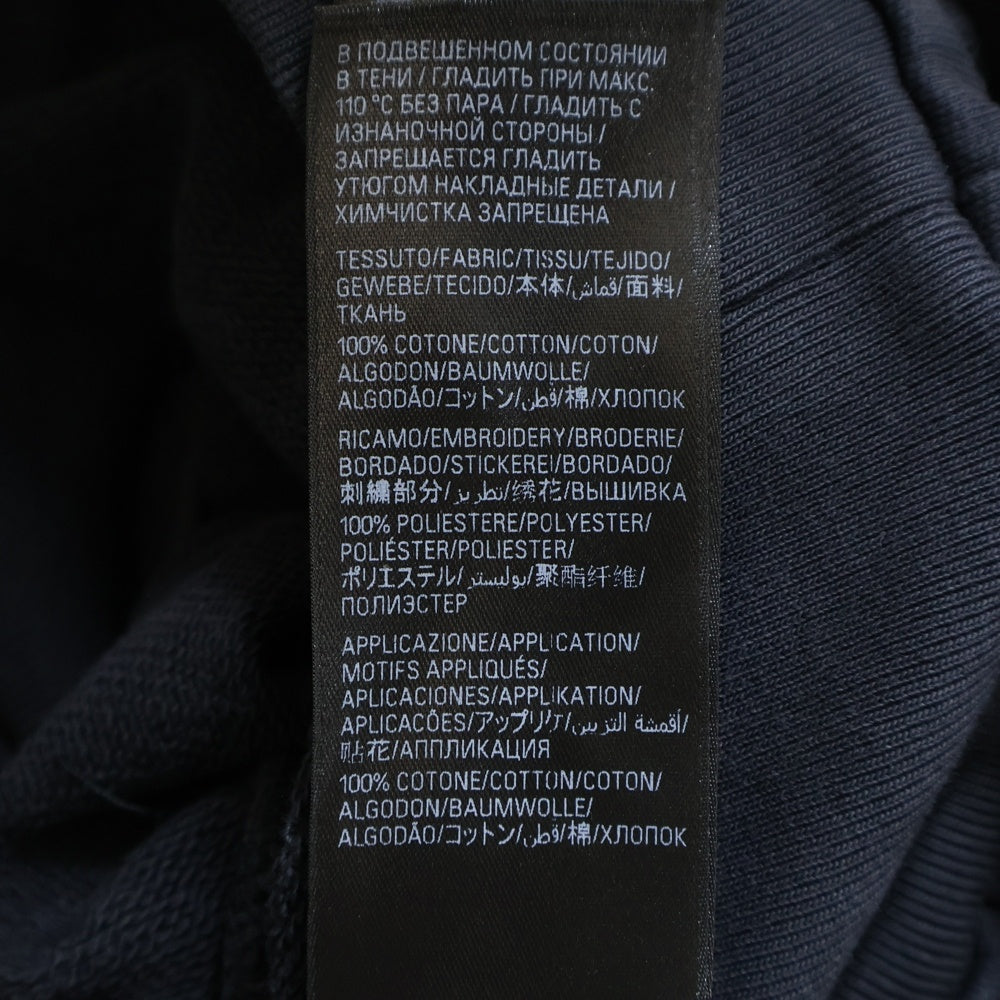 В ПОДВЕШЕННОМ СОСТОЯНИИ
В ТЕНИ / ГЛАДИТЬ ПРИ МАКС.
110 °C БЕЗ ПАРА / ГЛАДИТЬ С
ИЗНАНОЧНОЙ СТОРОНЫ /
ЗАПРЕЩАЕТСЯ ГЛАДИТЬ
УТЮГОМ НАКЛАДНЫЕ ДЕТАЛИ /
ХИМЧИСТКА ЗАПРЕЩЕНА
TESSUTO/FABRIC/TISSU/TEJIDO/
GEWEBE/TECIDO/本体/قماش/面料/
ТКАНЬ
100% COTONE/COTTON/COTON/
ALGODON/BAUMWOLLE/
ALGODÃO/コットン/قطن/棉/ХЛОПОК
RICAMO/EMBROIDERY/BRODERIE/
BORDADO/STICKEREI/BORDADO/
刺繍部分/تطريز/绣花/ВЫШИВКА
100% POLIESTERE/POLYESTER/
POLIÉSTER/POLIESTER/
ポリエステル/بوليستر/聚酯纤维/
ПОЛИЭСТЕР
APPLICAZIONE/APPLICATION/
MOTIFS APPLIQUÉS/
APLICACIONES/APPLIKATION/
APLICACÕES/アップリケ/أقمشة التزيين/
贴花/АППЛИКАЦИЯ
100% COTONE/COTTON/COTON/
ALGODON/BAUMWOLLE/
ALGODÃO/コットン/قطن/棉/ХЛОПОК